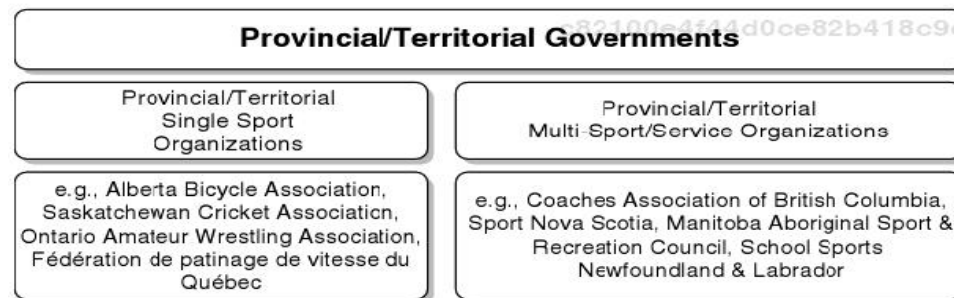 Provincial/Territorial Governments
Provincial/Territorial
Single Sport
Organizations
Provincial/Territorial
Multi-Sport/Service Organizations
e.g., Alberta Bicycle Association,
Saskatchewan Cricket Association,
Ontario Amateur Wrestling Association,
Fédération de patinage de vitesse du
Québec
e.g., Coaches Association of British Columbia,
Sport Nova Scotia, Manitoba Aboriginal Sport &
Recreation Council, School Sports
Newfoundland & Labrador